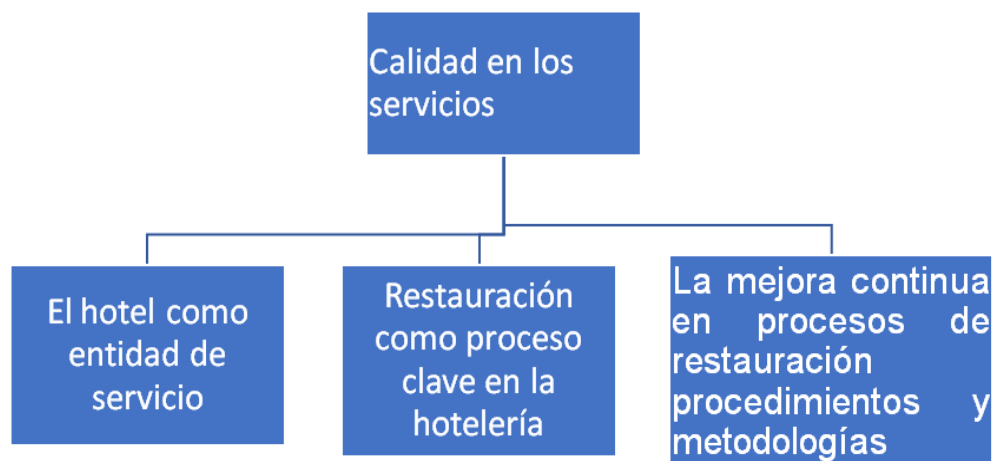 Calidad en los
servicios
El hotel como
entidad de
servicio
Restauración
como proceso
clave en la
hotelería
La mejora continua
en procesos de
restauración
procedimientos y
metodologías